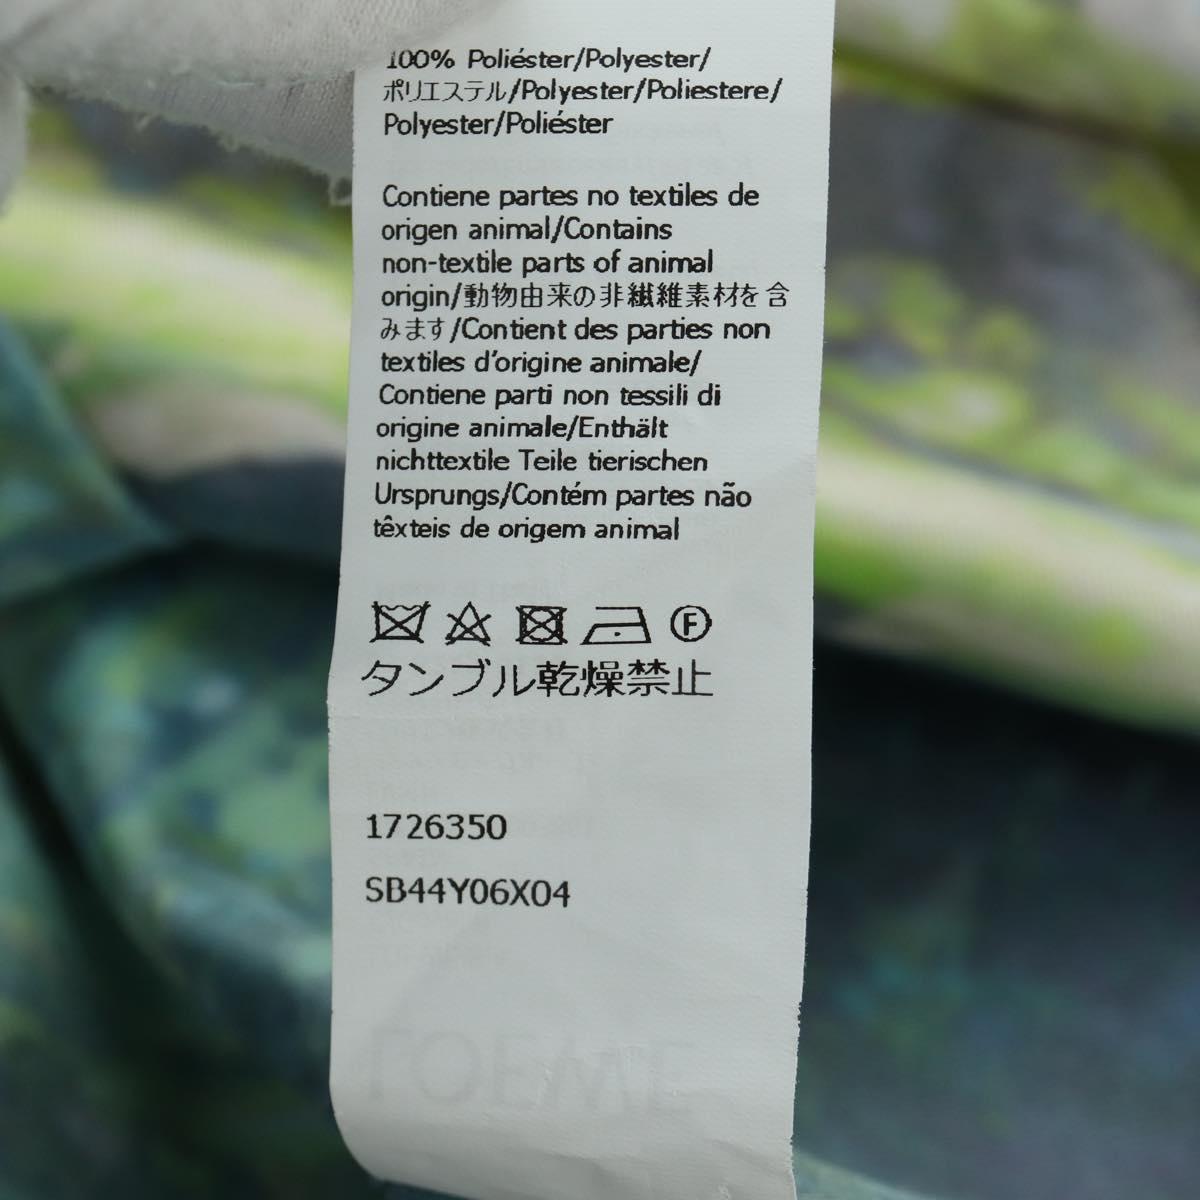 100% Poliéster/Polyester/
ポリエステル/Polyester/Poliestere/
Polyester/Poliéster
Contiene partes no textiles de
origen animal/Contains
non-textile parts of animal
origin/動物由来の非繊維素材を含
みます/Contient des parties non
textiles d'origine animale/
Contiene parti non tessili di
origine animale/Enthält
nichttextile Teile tierischen
Ursprungs/Contém partes não
têxteis de origem animal
F
タンブル乾燥禁止
1726350
SB44Y06X04
LOEWE